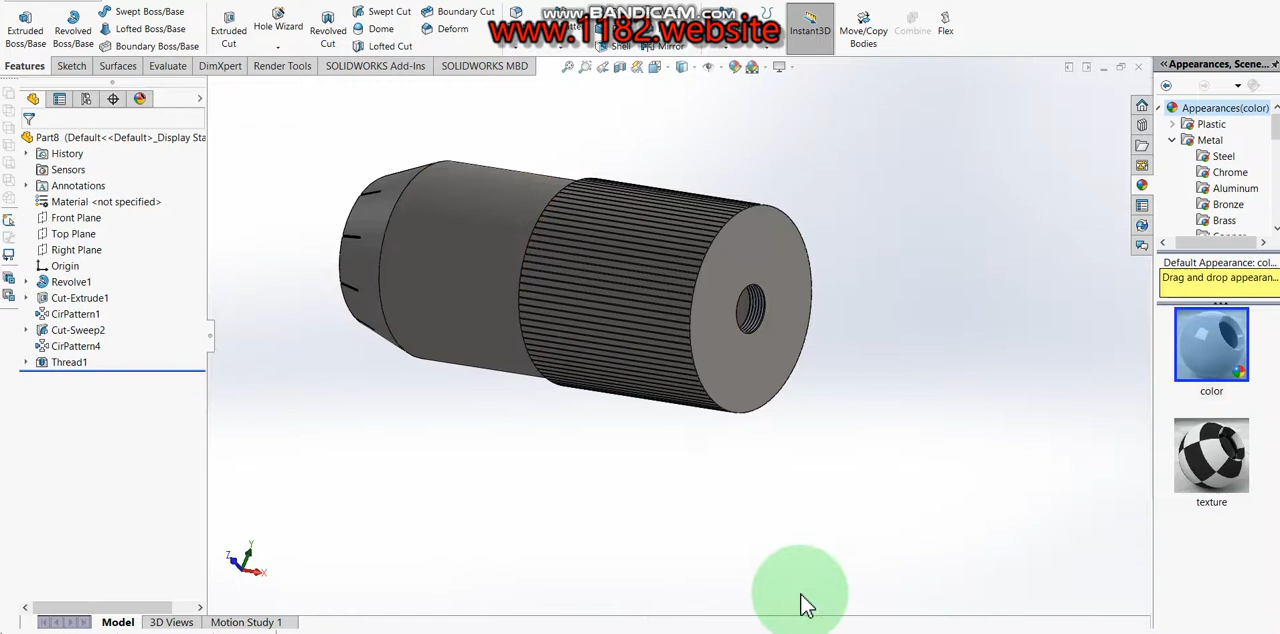 www.BANDICAM.com
www.1182.website
Extruded Boss/Base
Revolved Boss/Base
Swept Boss/Base
Lofted Boss/Base
Boundary Boss/Base
Extruded Cut
Hole Wizard
Revolved Cut
Swept Cut
Dome
Lofted Cut
Boundary Cut
Deform
Shell
Mirror
Instant3D
Move/Copy Bodies
Combine
Flex
Features
Sketch
Surfaces
Evaluate
DimXpert
Render Tools
SOLIDWORKS Add-Ins
SOLIDWORKS MBD
Part8 (Default<<Default>_Display Sta
History
Sensors
Annotations
Material <not specified>
Front Plane
Top Plane
Right Plane
Origin
Revolve1
Cut-Extrude1
CirPattern1
Cut-Sweep2
CirPattern4
Thread1
Y
Z
X
Model
3D Views
Motion Study 1
Appearances, Scene...
Appearances(color)
Plastic
Metal
Steel
Chrome
Aluminum
Bronze
Brass
Default Appearance: col...
Drag and drop appearan...
color
texture